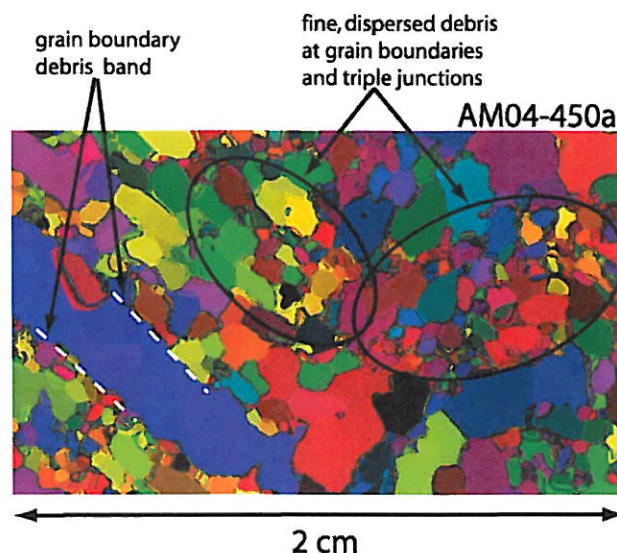 grain boundary
debris band
fine, dispersed debris
at grain boundaries
and triple junctions
AM04-450a
2 cm